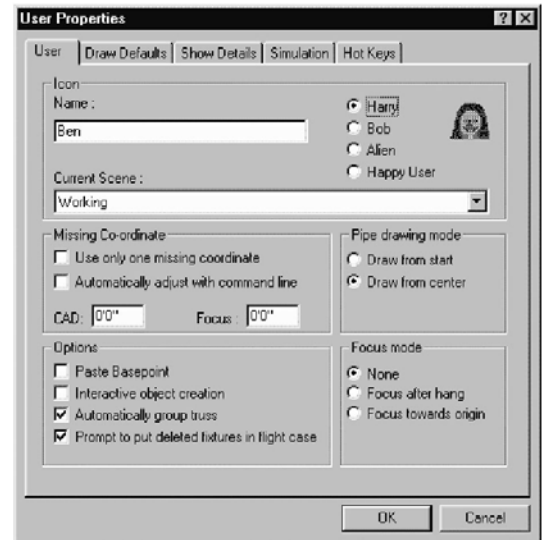 User Properties
User Draw Defaults Show Details Simulation Hot Keys
Icon
Name :
Ben
Harry
Bob
Alien
Happy User
Current Scene :
Working
Missing Co-ordinate
Use only one missing coordinate
Automatically adjust with command line
CAD: 0'0" Focus : 0'0"
Pipe drawing mode
Draw from start
Draw from center
Options
Paste Basepoint
Interactive object creation
Automatically group truss
Prompt to put deleted fixtures in flight case
Focus mode
None
Focus after hang
Focus towards origin
OK Cancel